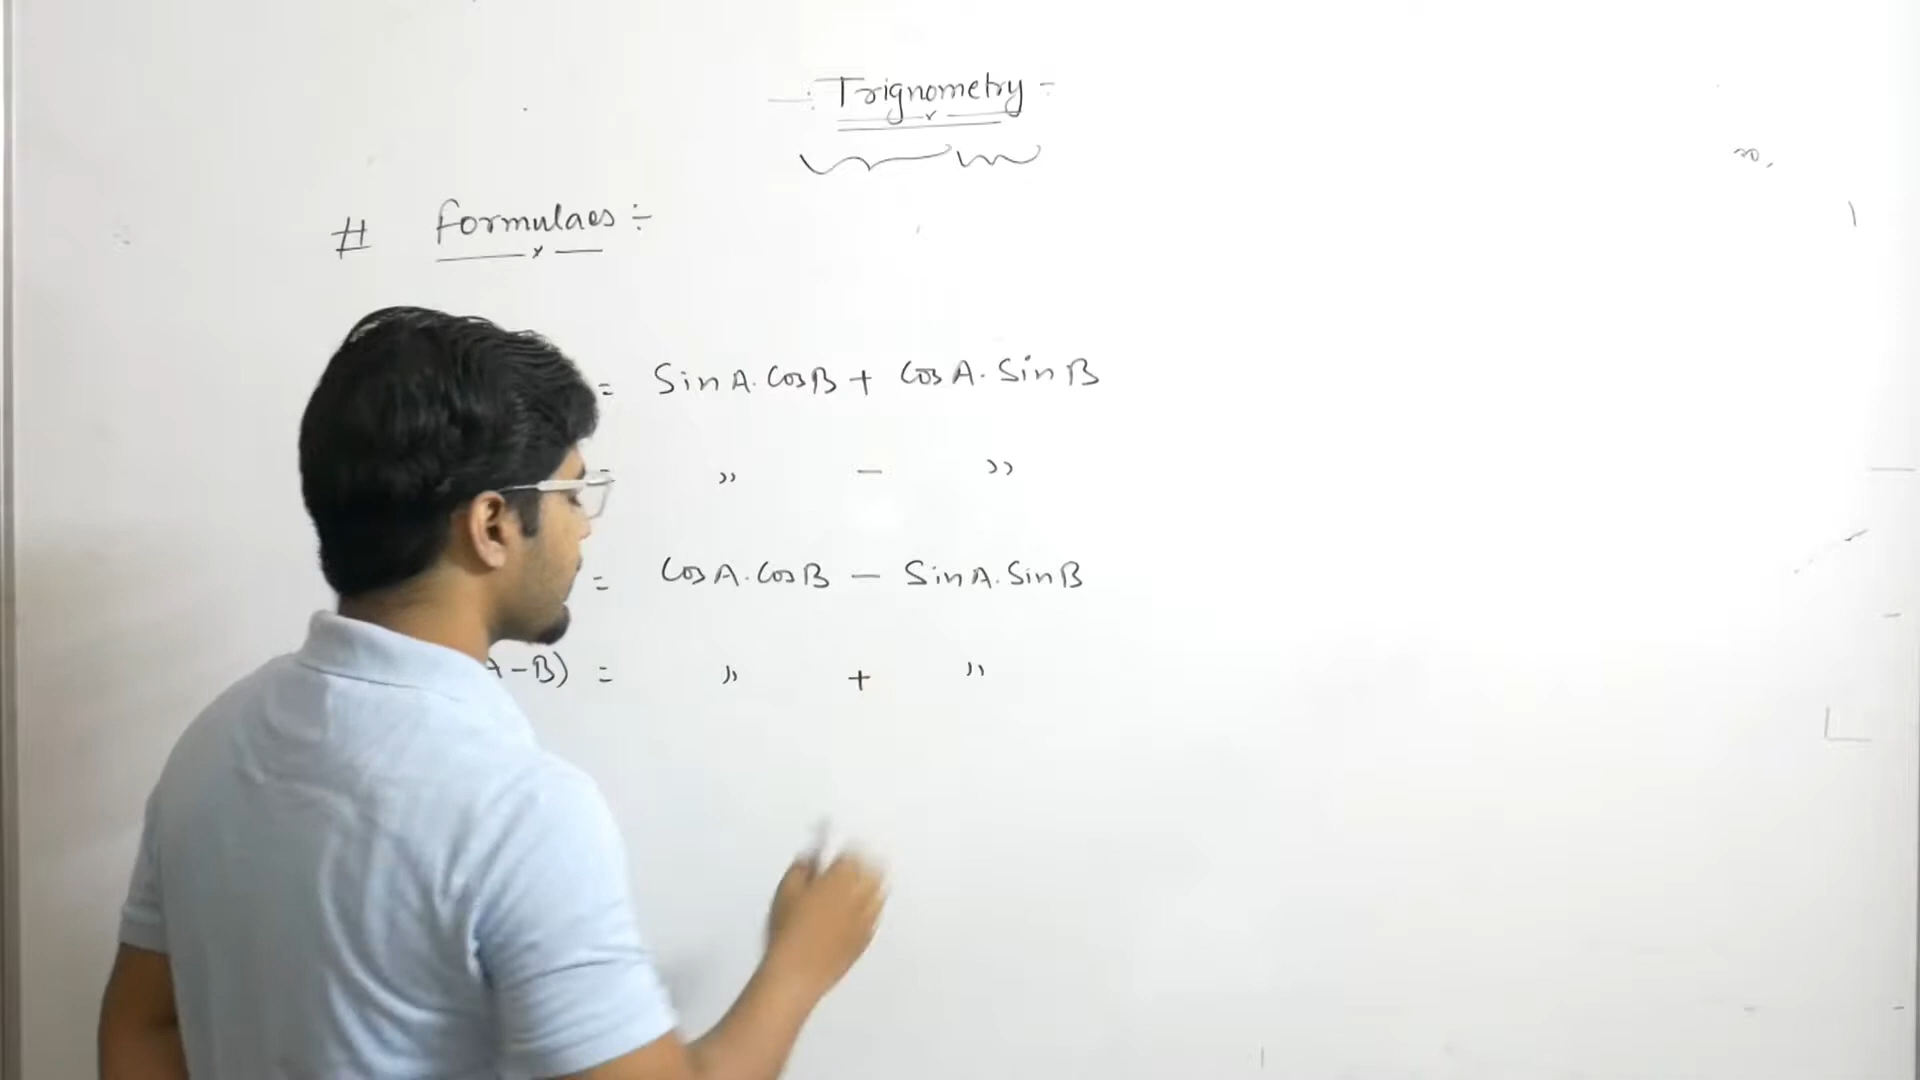 -: Trignometry -
# Formulaes ÷
= Sin A. Cos B + Cos A. Sin B
= " — "
= Cos A. Cos B — Sin A. Sin B
A - B) = " + "